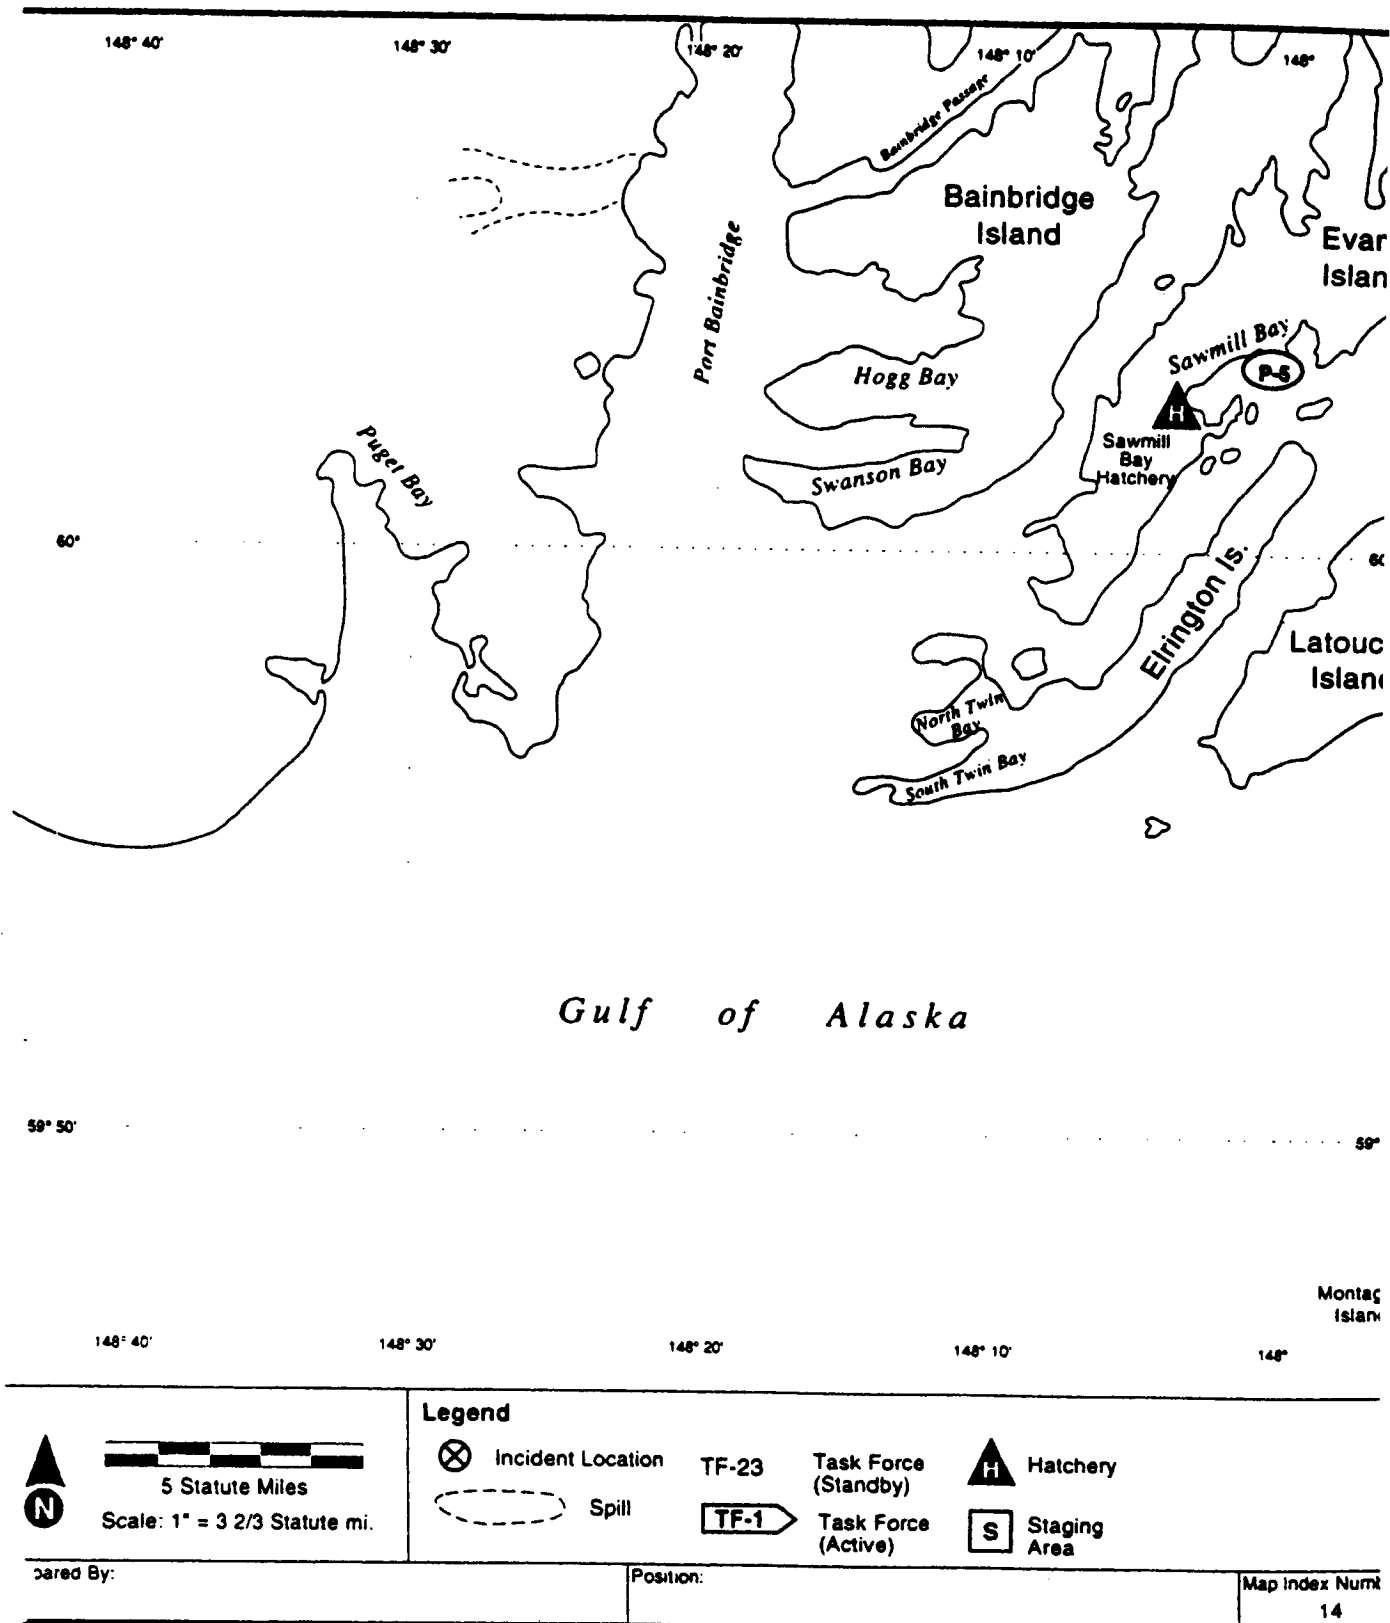 148° 40'
148° 30'
148° 20'
148° 10'
148°
Bainbridge Passage
Bainbridge
Island
Evan
Islan
Port Bainbridge
Sawmill Bay
P-5
Hogg Bay
H
Sawmill
Bay
Hatchery
Puget Bay
Swanson Bay
60°
60
Elrington Is.
Latouc
Island
North Twin
Bay
South Twin Bay
Gulf of Alaska
59° 50'
59°
Montag
Islan
148° 40'
148° 30'
148° 20'
148° 10'
148°
Legend
N
5 Statute Miles
Scale: 1" = 3 2/3 Statute mi.
Incident Location
Spill
TF-23
Task Force
(Standby)
TF-1
Task Force
(Active)
H
Hatchery
S
Staging
Area
pared By:
Position:
Map Index Numb
14